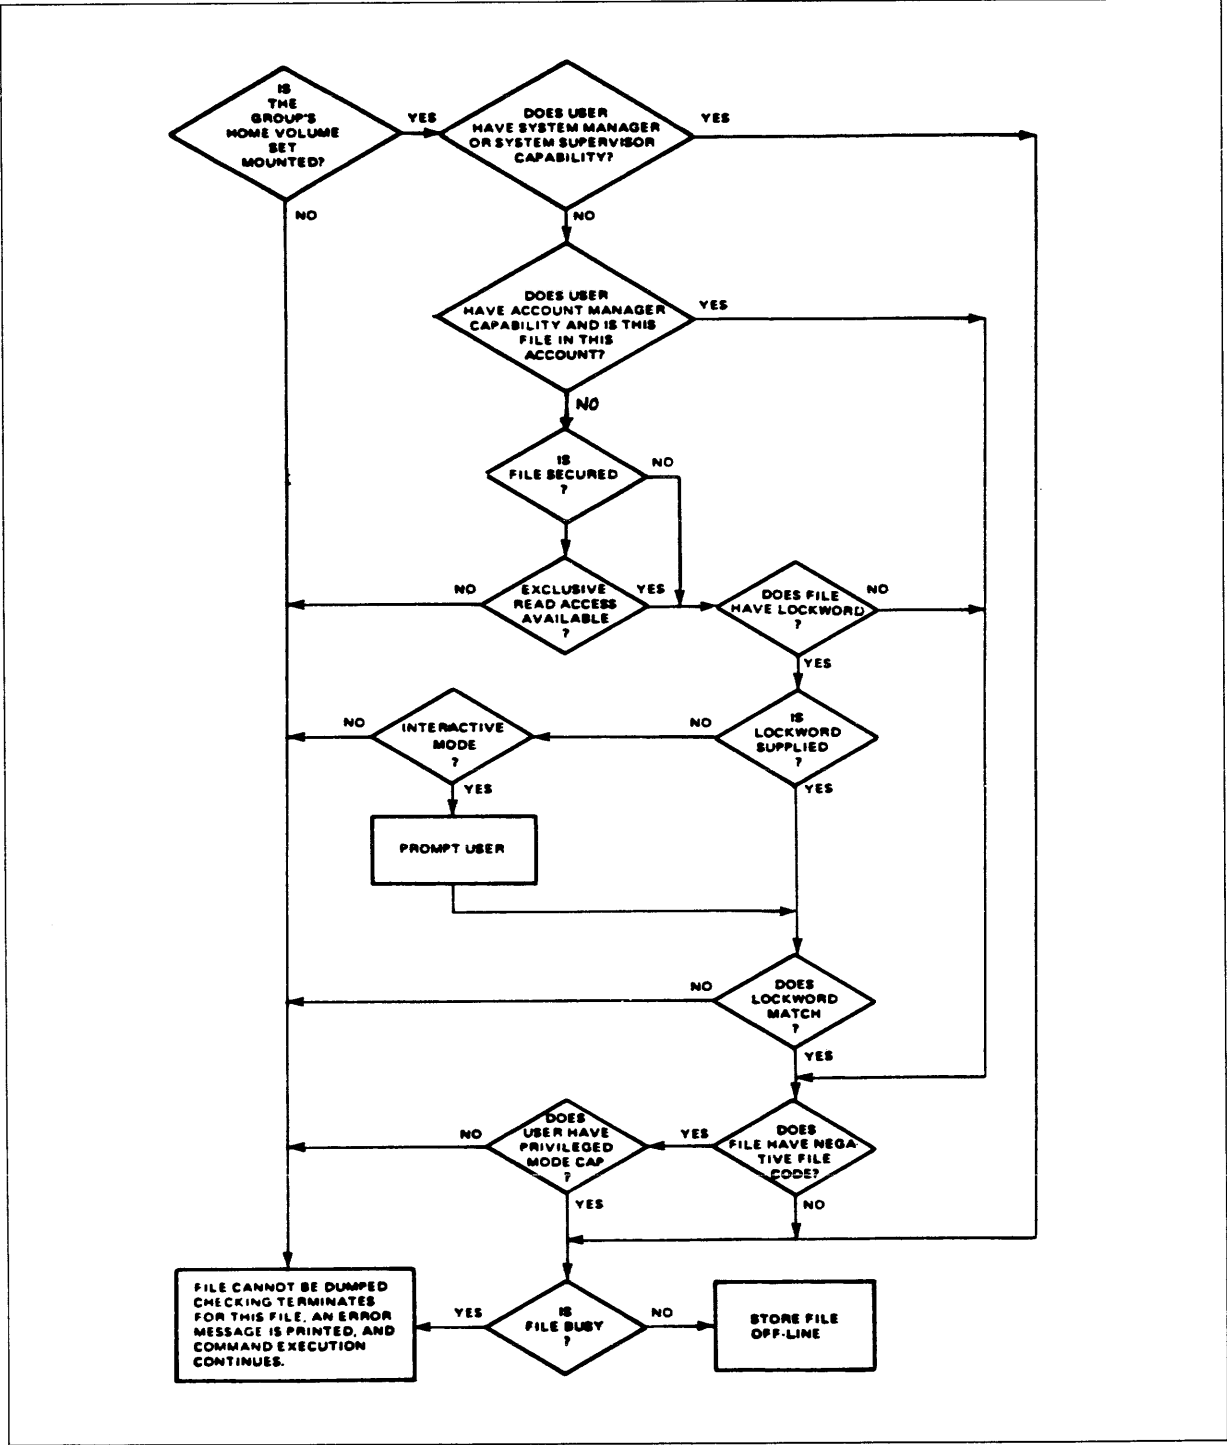 IS
THE
GROUP'S
HOME VOLUME
SET
MOUNTED?
YES
DOES USER
HAVE SYSTEM MANAGER
OR SYSTEM SUPERVISOR
CAPABILITY?
YES
NO
NO
DOES USER
HAVE ACCOUNT MANAGER
CAPABILITY AND IS THIS
FILE IN THIS
ACCOUNT?
YES
NO
IS
FILE SECURED
?
NO
NO
EXCLUSIVE
READ ACCESS
AVAILABLE
?
YES
DOES FILE
HAVE LOCKWORD
?
NO
YES
NO
INTERACTIVE
MODE
?
NO
IS
LOCKWORD
SUPPLIED
?
YES
YES
PROMPT USER
NO
DOES
LOCKWORD
MATCH
?
YES
NO
DOES
USER HAVE
PRIVILEGED
MODE CAP
?
YES
DOES
FILE HAVE NEGA-
TIVE FILE
CODE?
YES
NO
FILE CANNOT BE DUMPED
CHECKING TERMINATES
FOR THIS FILE, AN ERROR
MESSAGE IS PRINTED, AND
COMMAND EXECUTION
CONTINUES.
YES
IS
FILE BUSY
?
NO
STORE FILE
OFF-LINE